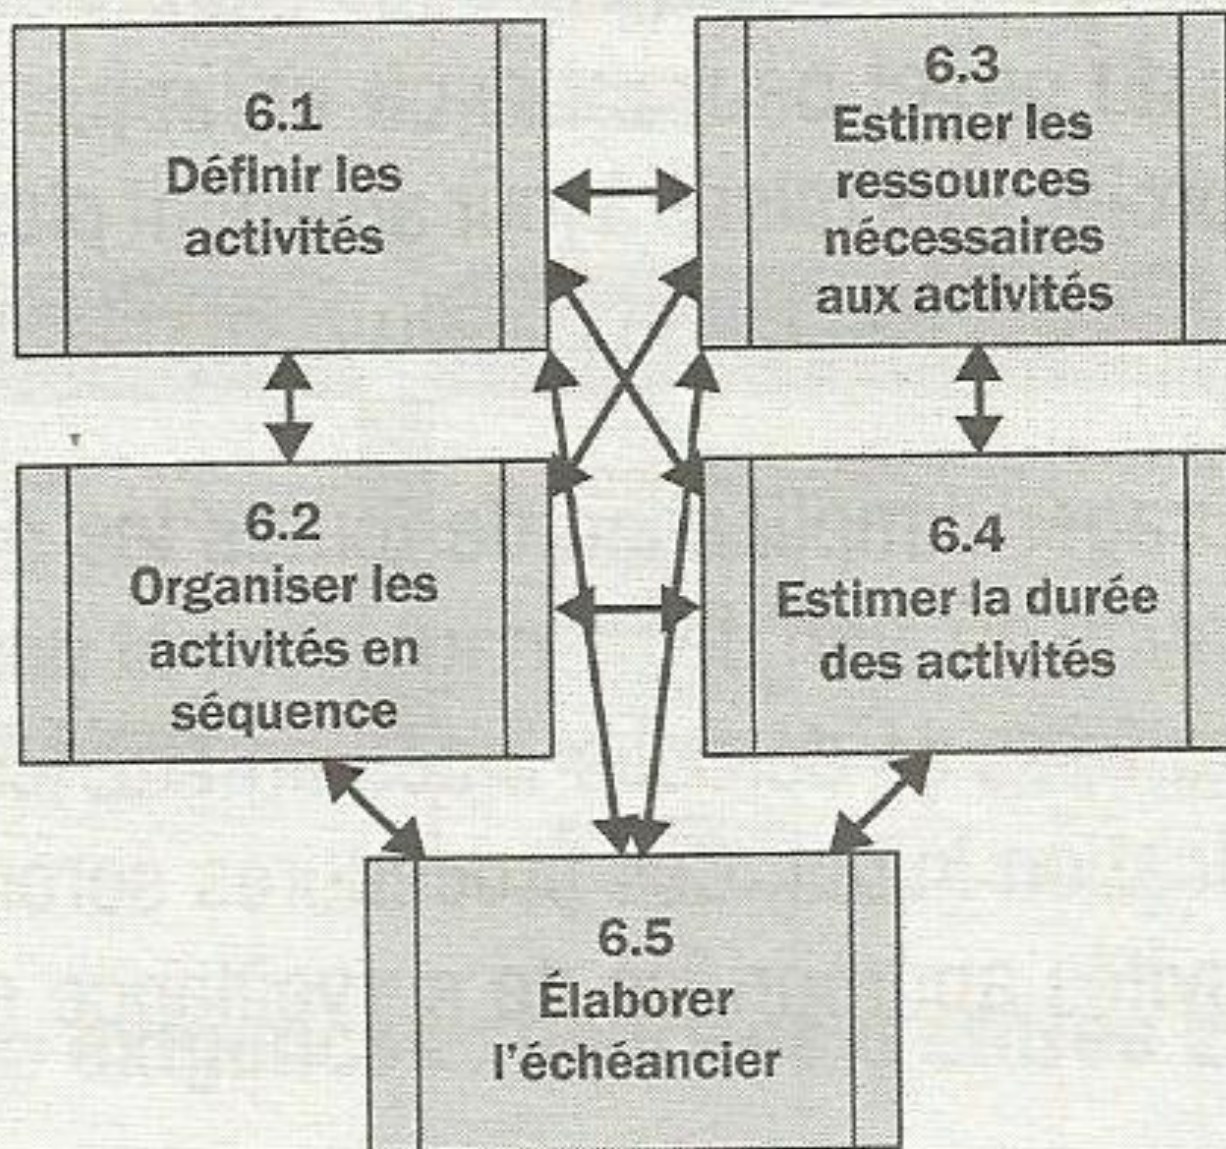 6.1
Définir les
activités
6.3
Estimer les
ressources
nécessaires
aux activités
6.2
Organiser les
activités en
séquence
6.4
Estimer la durée
des activités
6.5
Élaborer
l'échéancier